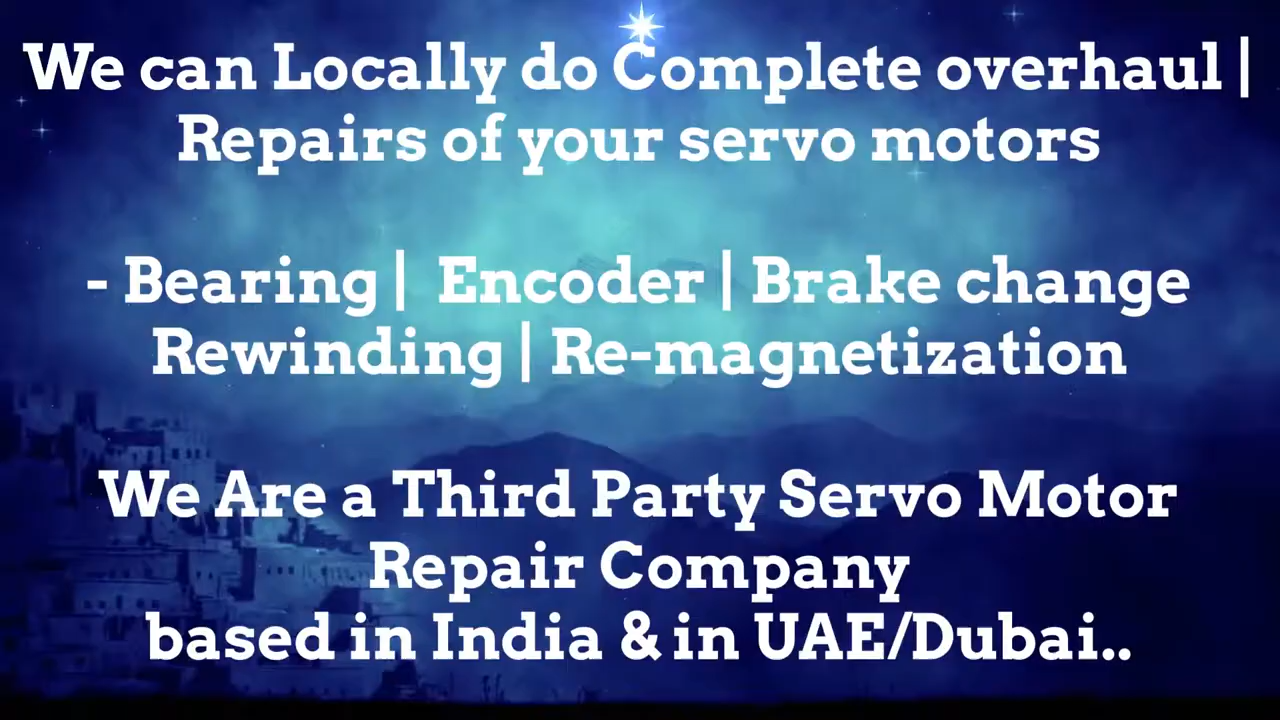 We can Locally do Complete overhaul |
Repairs of your servo motors
- Bearing | Encoder | Brake change
Rewinding | Re-magnetization
We Are a Third Party Servo Motor
Repair Company
based in India & in UAE/Dubai..